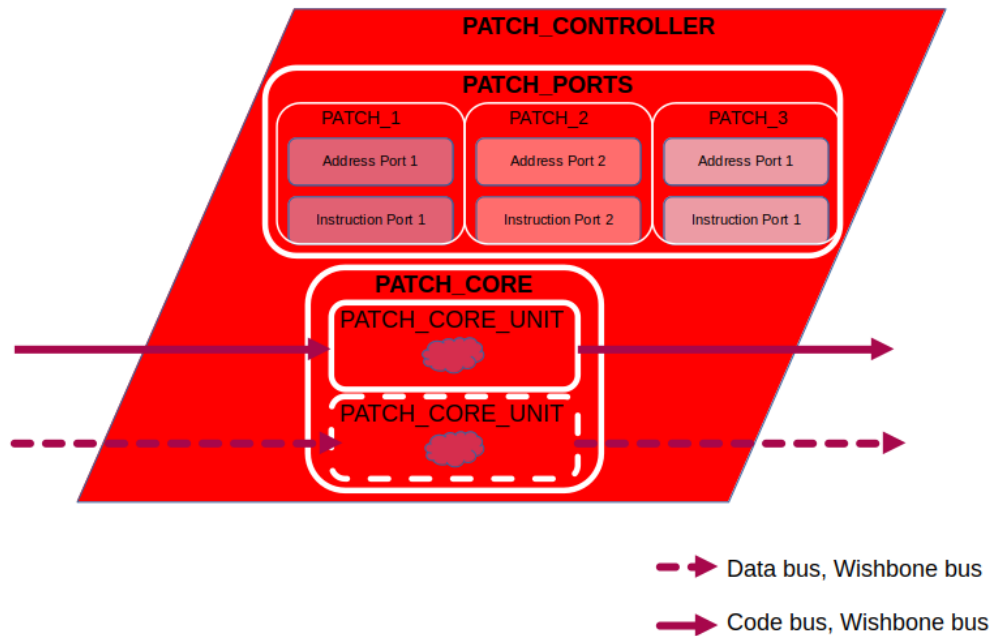 PATCH_CONTROLLER
PATCH_PORTS
PATCH_1
PATCH_2
PATCH_3
Address Port 1
Address Port 2
Address Port 1
Instruction Port 1
Instruction Port 2
Instruction Port 1
PATCH_CORE
PATCH_CORE_UNIT
PATCH_CORE_UNIT
Data bus, Wishbone bus
Code bus, Wishbone bus